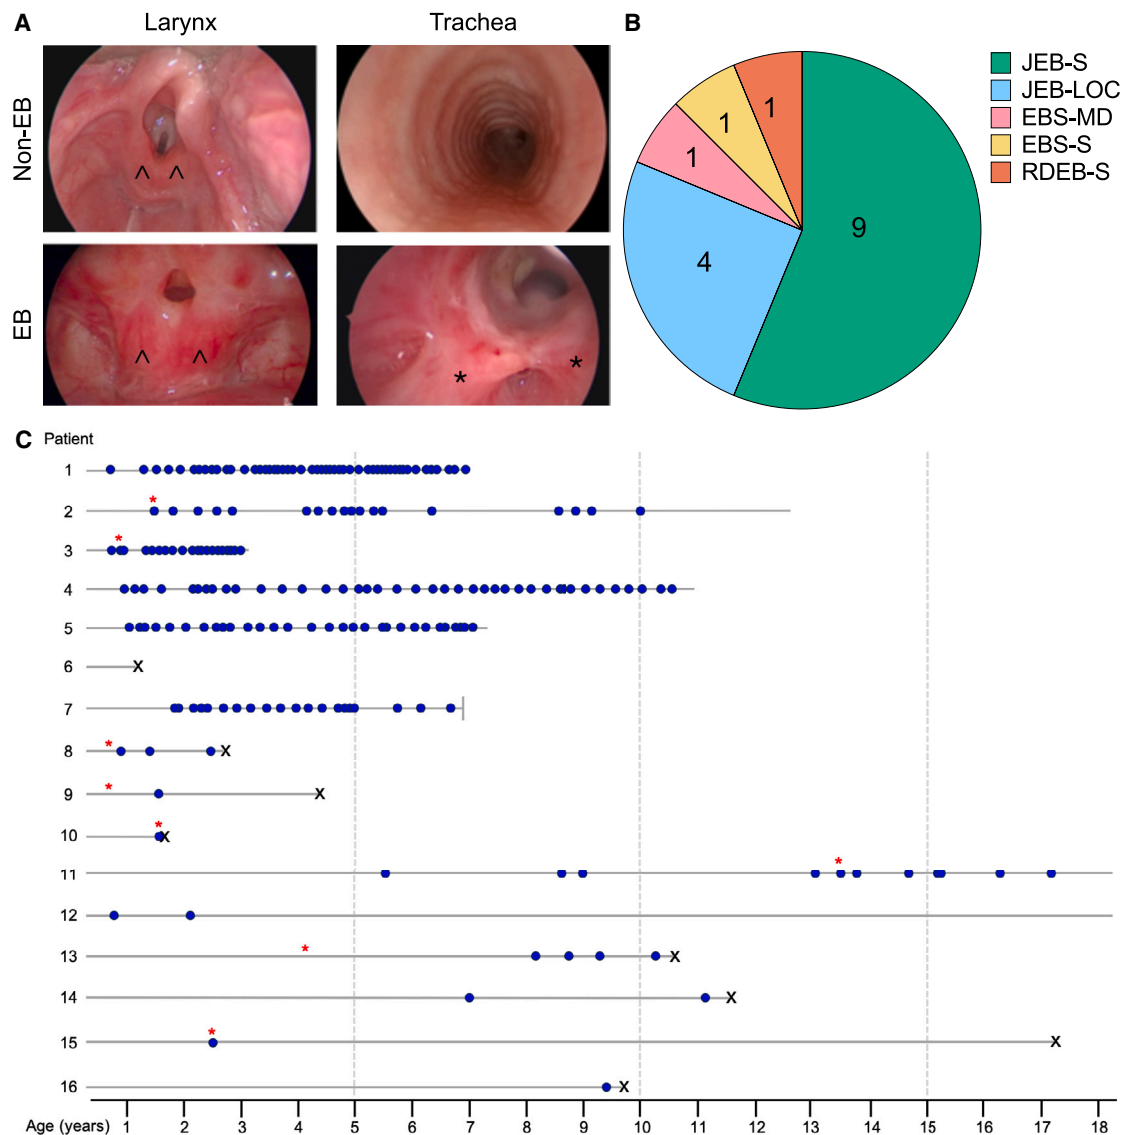 A
Larynx
Trachea
Non-EB
^ ^
EB
^ ^
* *
B
9
4
1
1
1
JEB-S
JEB-LOC
EBS-MD
EBS-S
RDEB-S
C Patient
1
2 *
3 *
4
5
6 X
7
8 * X
9 * X
10 * X
11 *
12
13 * X
14 X
15 * X
16 X
Age (years) 1 2 3 4 5 6 7 8 9 10 11 12 13 14 15 16 17 18